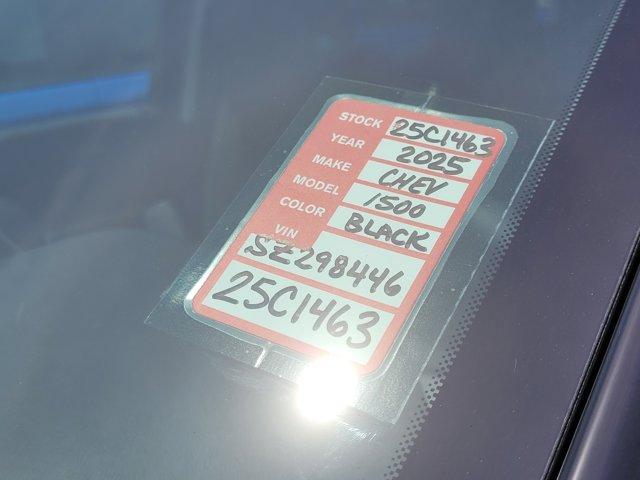 STOCK 25C1463
YEAR 2025
MAKE CHEV
MODEL 1500
COLOR BLACK
VIN SZ298446
25C1463